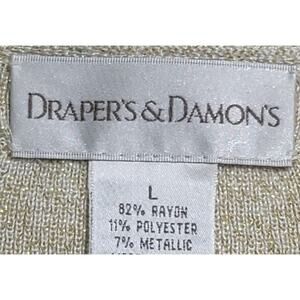 DRAPER'S & DAMON'S
L
82% RAYON
11% POLYESTER
7% METALLIC